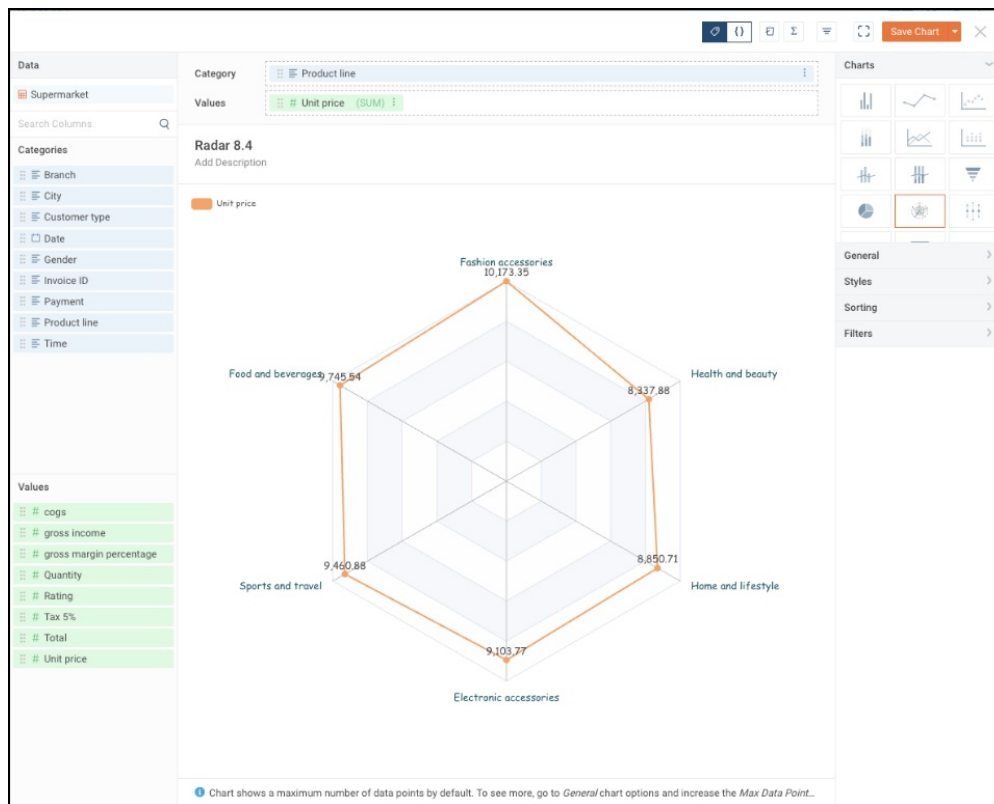 { }
Σ
Save Chart
Data
Supermarket
Search Columns
Categories
Branch
City
Customer type
Date
Gender
Invoice ID
Payment
Product line
Time
Values
# cogs
# gross income
# gross margin percentage
# Quantity
# Rating
# Tax 5%
# Total
# Unit price
Category
Product line
Values
# Unit price (SUM)
Radar 8.4
Add Description
Unit price
Fashion accessories
10,173.35
Food and beverages
9,745.54
Health and beauty
8,337.88
Sports and travel
9,460.88
Home and lifestyle
8,850.71
9,103.77
Electronic accessories
Chart shows a maximum number of data points by default. To see more, go to General chart options and increase the Max Data Point...
Charts
General
Styles
Sorting
Filters